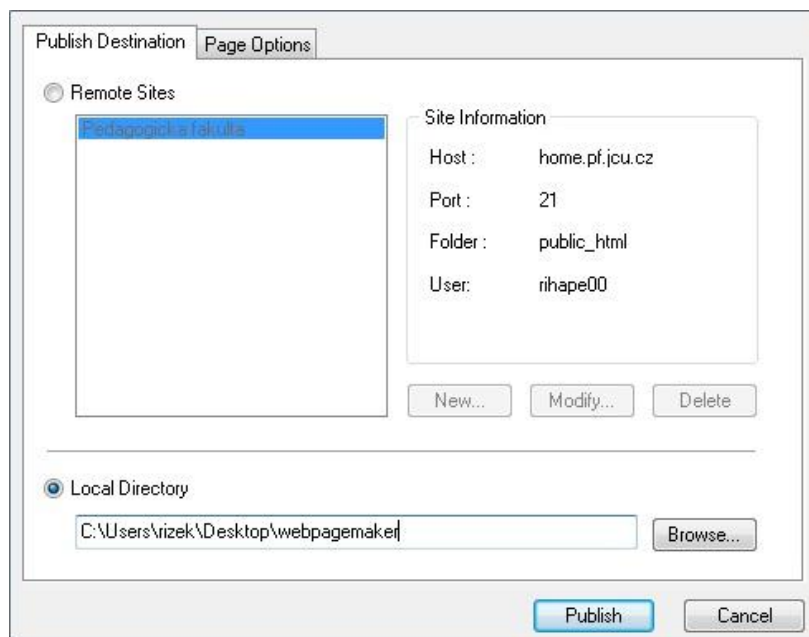 Publish Destination
Page Options
Remote Sites
Pedagogicka fakulta
Site Information
Host : home.pf.jcu.cz
Port : 21
Folder : public_html
User: rihape00
New... Modify... Delete
Local Directory
C:\Users\rizek\Desktop\webpagemaker
Browse...
Publish Cancel